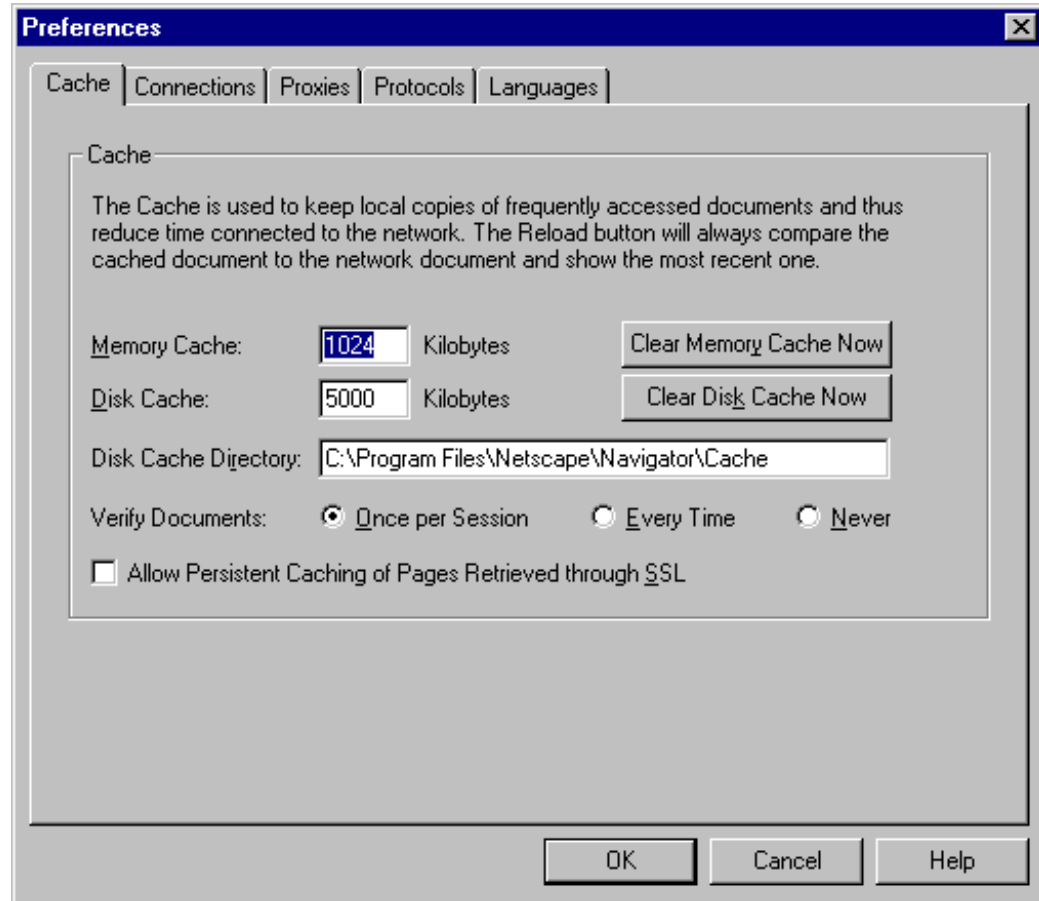 Preferences
Cache Connections Proxies Protocols Languages
Cache
The Cache is used to keep local copies of frequently accessed documents and thus
reduce time connected to the network. The Reload button will always compare the
cached document to the network document and show the most recent one.
Memory Cache: 1024 Kilobytes Clear Memory Cache Now
Disk Cache: 5000 Kilobytes Clear Disk Cache Now
Disk Cache Directory: C:\Program Files\Netscape\Navigator\Cache
Verify Documents: Once per Session Every Time Never
Allow Persistent Caching of Pages Retrieved through SSL
OK Cancel Help